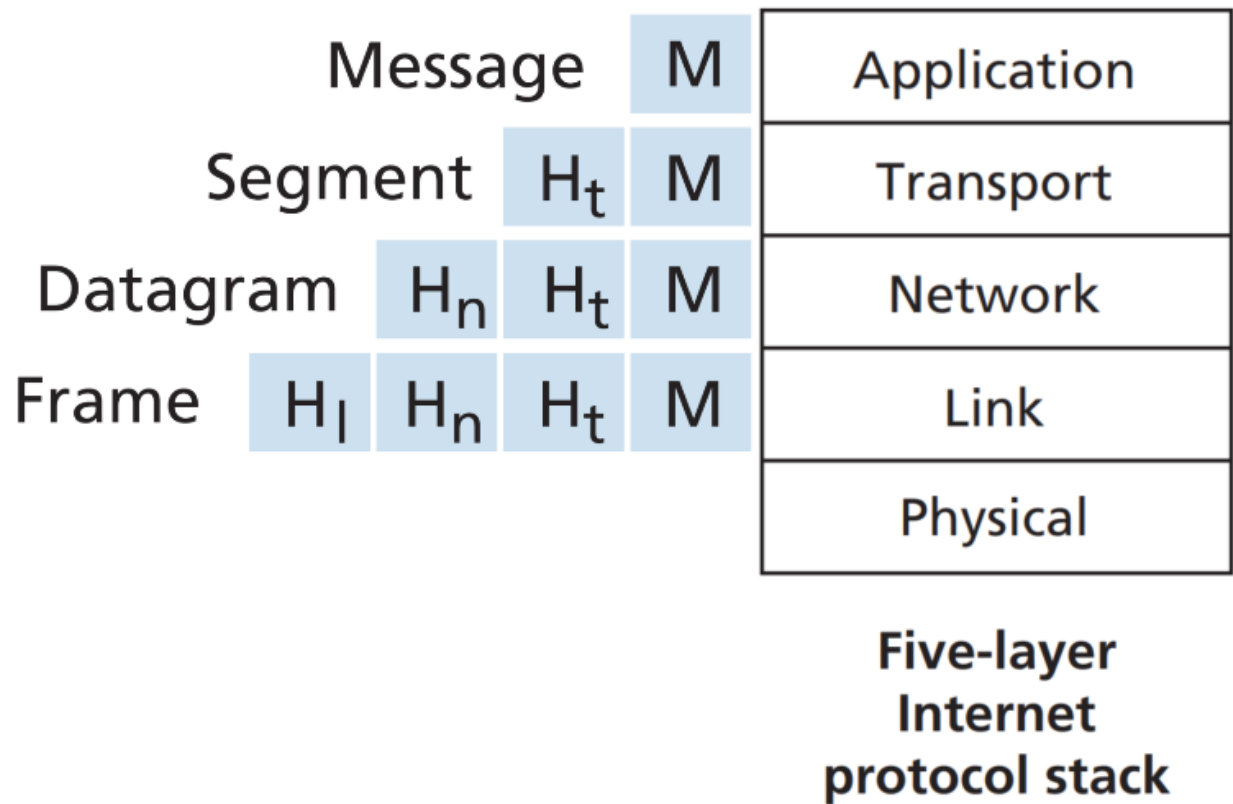 Message M Application
Segment Ht M Transport
Datagram Hn Ht M Network
Frame Hl Hn Ht M Link
Physical
Five-layer
Internet
protocol stack